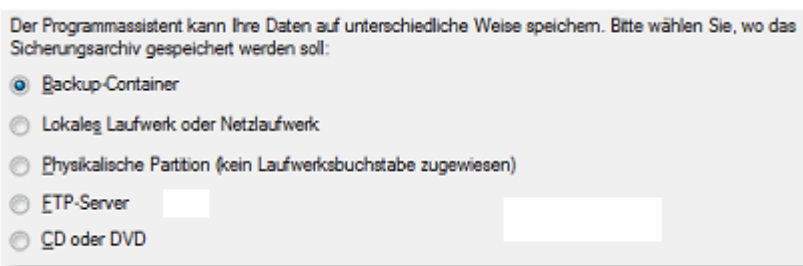 Der Programmassistent kann Ihre Daten auf unterschiedliche Weise speichern. Bitte wählen Sie, wo das
Sicherungsarchiv gespeichert werden soll:
Backup-Container
Lokales Laufwerk oder Netzlaufwerk
Physikalische Partition (kein Laufwerksbuchstabe zugewiesen)
FTP-Server
CD oder DVD